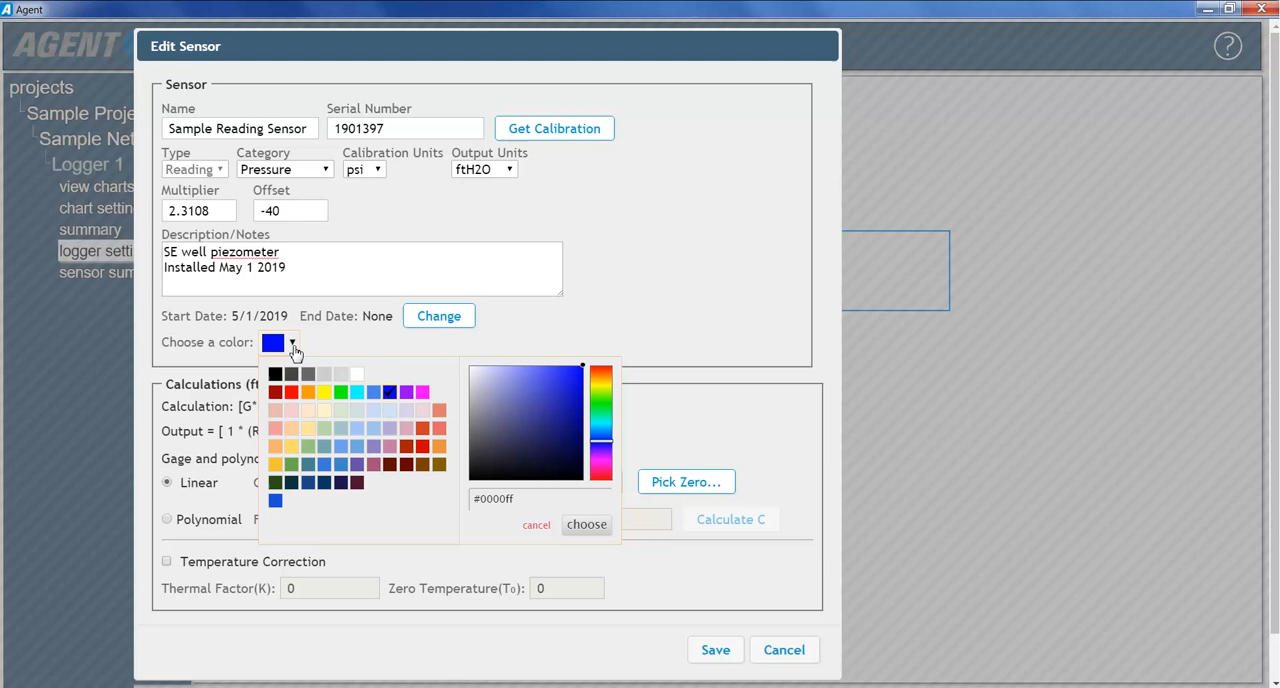 Agent
AGENT
?
projects
Sample Proje
Sample Net
Logger 1
view charts
chart settin
summary
logger setti
sensor sum
Edit Sensor
Sensor
Name Serial Number
Sample Reading Sensor 1901397 Get Calibration
Type Category Calibration Units Output Units
Reading Pressure psi ftH2O
Multiplier Offset
2.3108 -40
Description/Notes
SE well piezometer
Installed May 1 2019
Start Date: 5/1/2019 End Date: None Change
Choose a color:
#0000ff
cancel choose
Calculations (ft
Calculation: [G*
Output = [ 1 * (R
Gage and polyno
Linear Pick Zero...
Polynomial Calculate C
Temperature Correction
Thermal Factor(K): 0 Zero Temperature(T₀): 0
Save Cancel